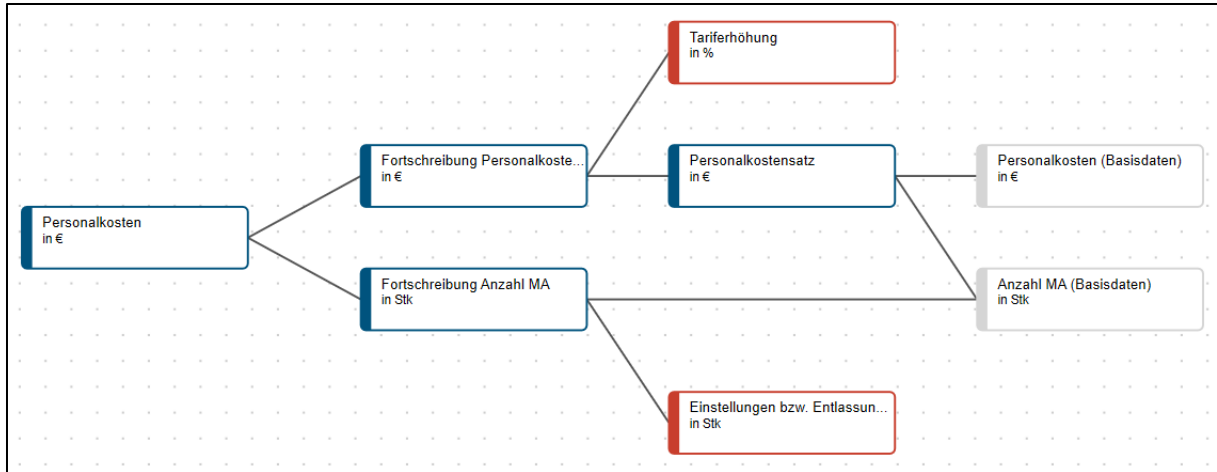 Tariferhöhung
in %
Fortschreibung Personalkoste...
in €
Personalkostensatz
in €
Personalkosten (Basisdaten)
in €
Personalkosten
in €
Fortschreibung Anzahl MA
in Stk
Anzahl MA (Basisdaten)
in Stk
Einstellungen bzw. Entlassun...
in Stk